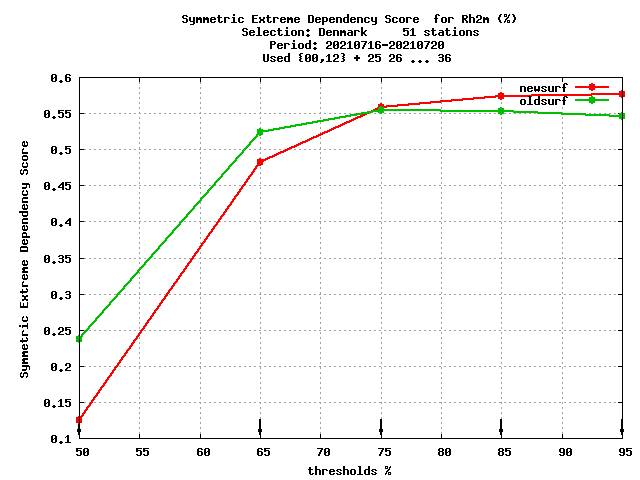 Symmetric Extreme Dependency Score  for Rh2m (%)
Selection: Denmark     51 stations
Period: 20210716-20210720
Used {00,12} + 25 26 ... 36
newsurf
oldsurf
0.6
0.55
0.5
0.45
0.4
0.35
0.3
0.25
0.2
0.15
0.1
Symmetric Extreme Dependency Score
50 55 60 65 70 75 80 85 90 95
thresholds %